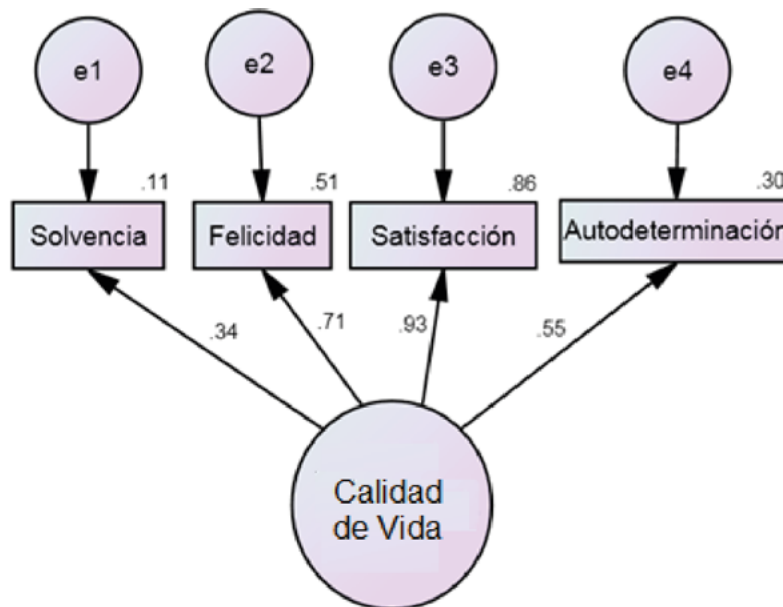 e1
e2
e3
e4
.11
.51
.86
.30
Solvencia
Felicidad
Satisfacción
Autodeterminación
.34
.71
.93
.55
Calidad
de Vida